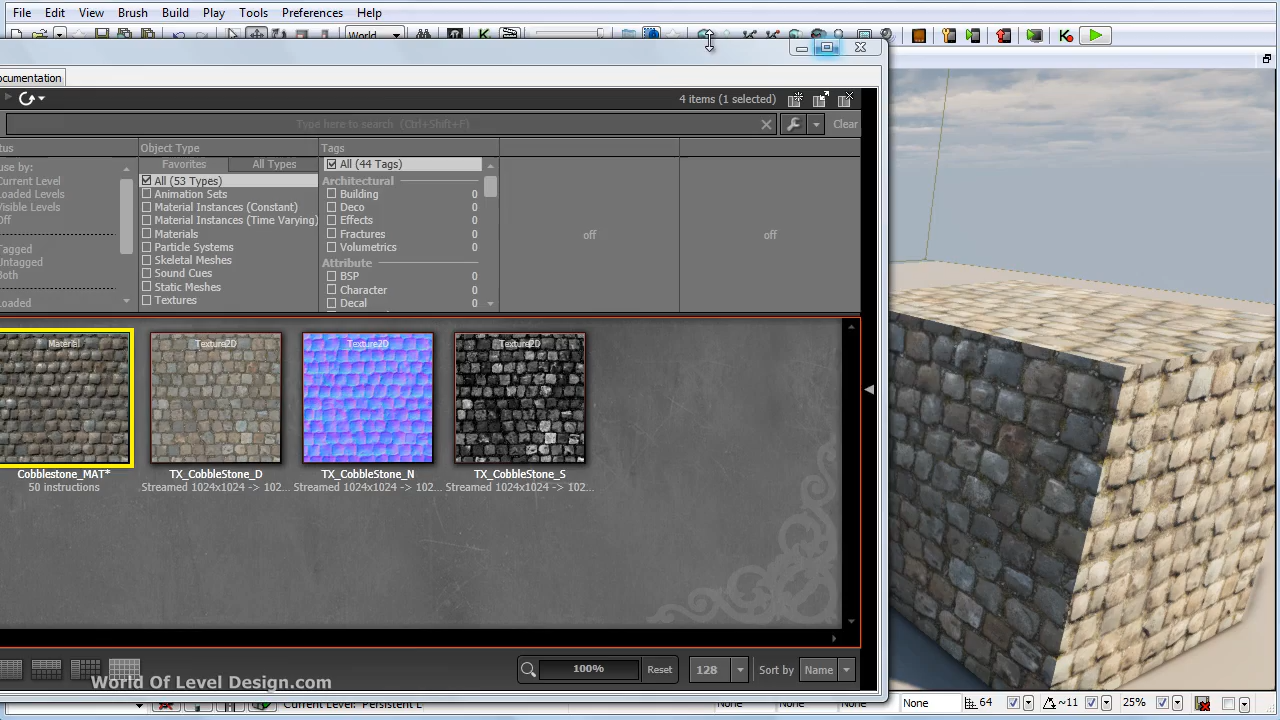 File Edit View Brush Build Play Tools Preferences Help
World
ocumentation
4 items (1 selected)
Type here to search (Ctrl+Shift+F)
Clear
tus Object Type Tags
Favorites All Types
All (44 Tags)
use by:
Current Level
Loaded Levels
Visible Levels
Off
Tagged
Untagged
Both
Loaded
All (53 Types)
Animation Sets
Material Instances (Constant)
Material Instances (Time Varying)
Materials
Particle Systems
Skeletal Meshes
Sound Cues
Static Meshes
Textures
Architectural
Building 0
Deco 0
Effects 0
Fractures 0
Volumetrics 0
Attribute
BSP 0
Character 0
Decal 0
off
off
Material Texture2D Texture2D Texture2D
Cobblestone_MAT* TX_CobbleStone_D TX_CobbleStone_N TX_CobbleStone_S
50 instructions Streamed 1024x1024 -> 102... Streamed 1024x1024 -> 102... Streamed 1024x1024 -> 102...
100% Reset 128 Sort by Name
World Of Level Design.com
Current Level: Persistent L None None None 64 ~11 25%